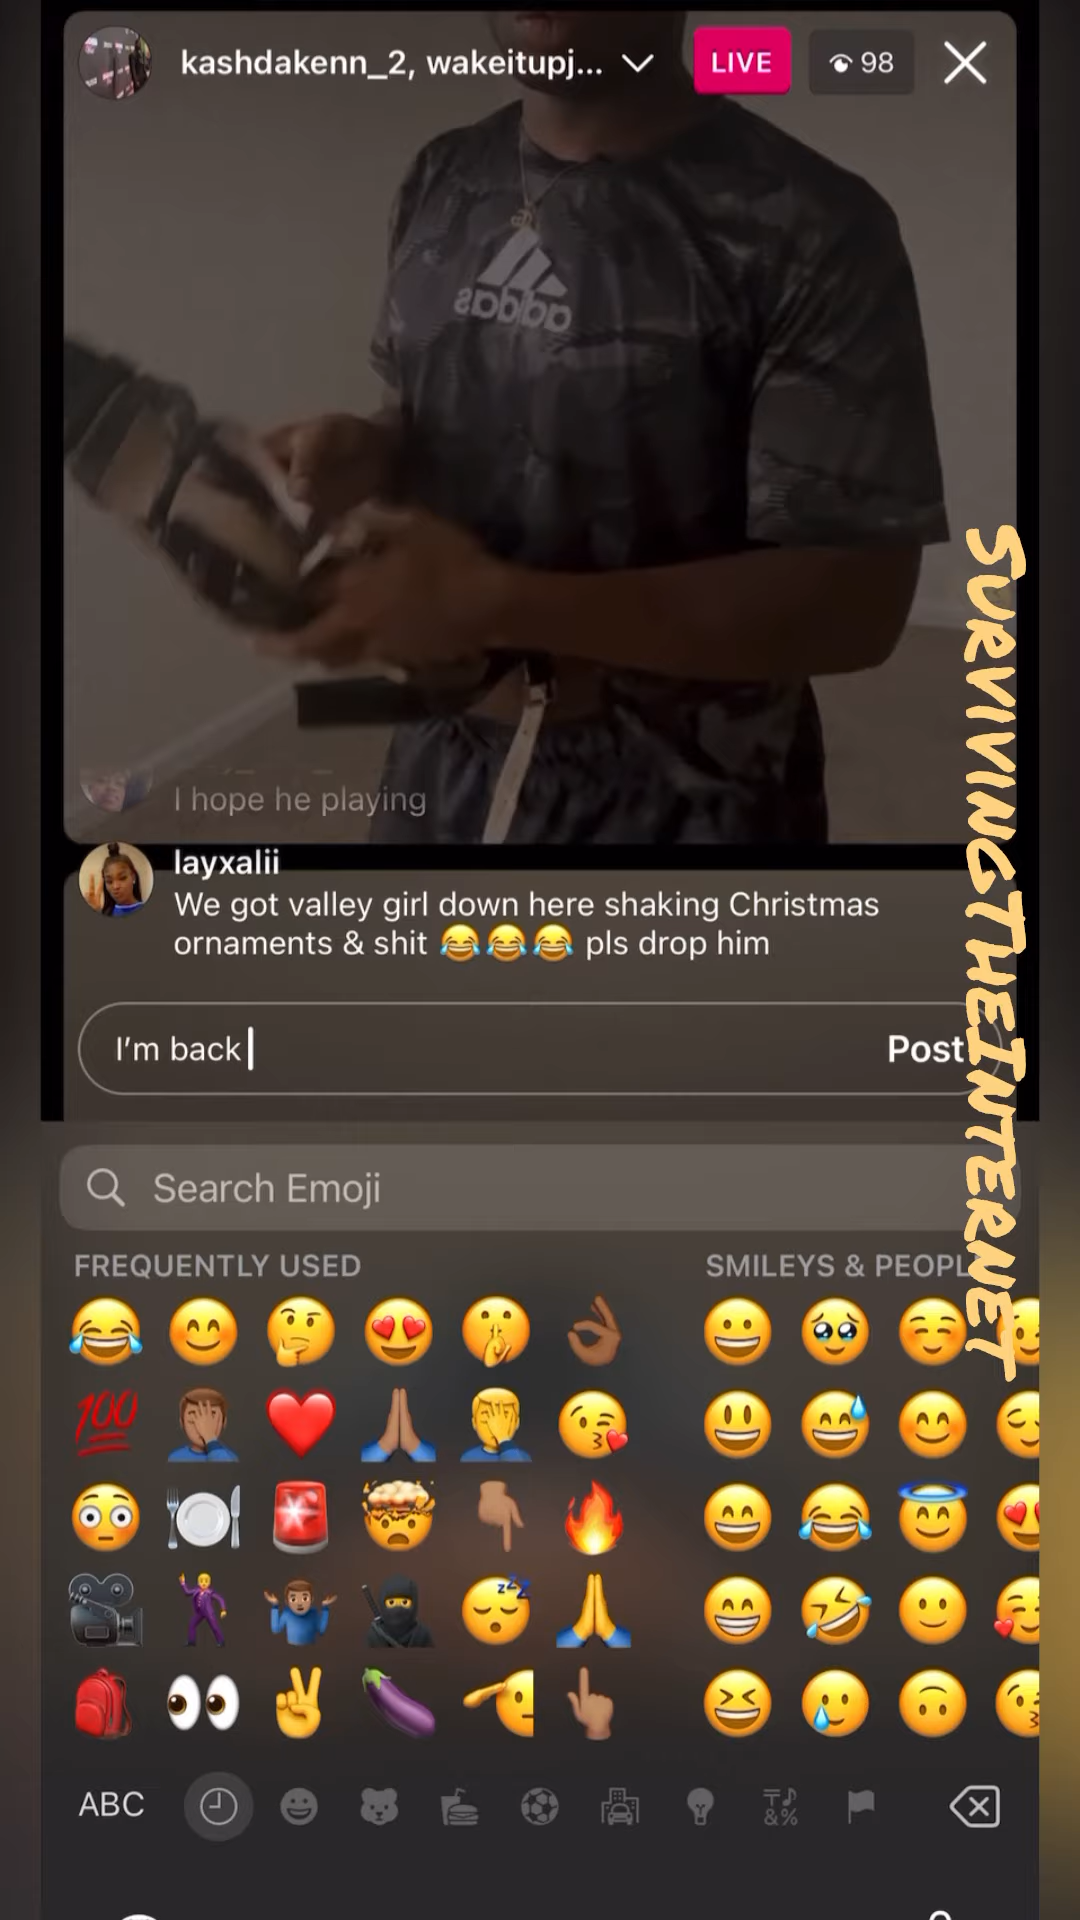 kashdakenn_2, wakeitupj...
LIVE
98
adidas
I hope he playing
layxalii
We got valley girl down here shaking Christmas
ornaments & shit 😂😂😂 pls drop him
I'm back
Post
SURVIVINGTHEINTERNET
Search Emoji
FREQUENTLY USED
SMILEYS & PEOPL
ABC